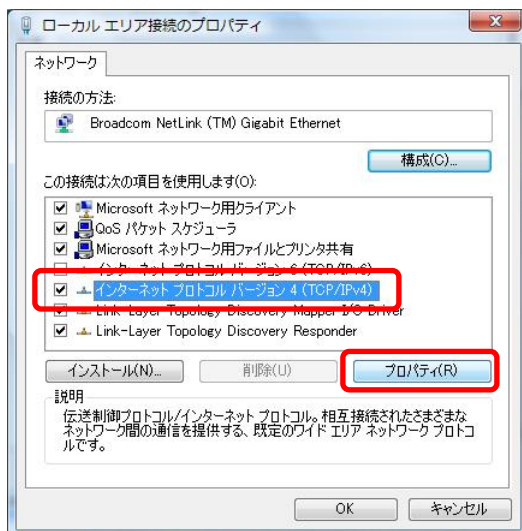 ローカル エリア接続のプロパティ
ネットワーク
接続の方法:
Broadcom NetLink (TM) Gigabit Ethernet
構成(C)...
この接続は次の項目を使用します(O):
Microsoft ネットワーク用クライアント
QoS パケット スケジューラ
Microsoft ネットワーク用ファイルとプリンタ共有
インターネット プロトコル バージョン 6 (TCP/IPv6)
インターネット プロトコル バージョン 4 (TCP/IPv4)
Link-Layer Topology Discovery Mapper I/O Driver
Link-Layer Topology Discovery Responder
インストール(N)...
削除(U)
プロパティ(R)
説明
伝送制御プロトコル/インターネット プロトコル。相互接続されたさまざまな
ネットワーク間の通信を提供する、既定のワイド エリア ネットワーク プロトコ
ルです。
OK
キャンセル